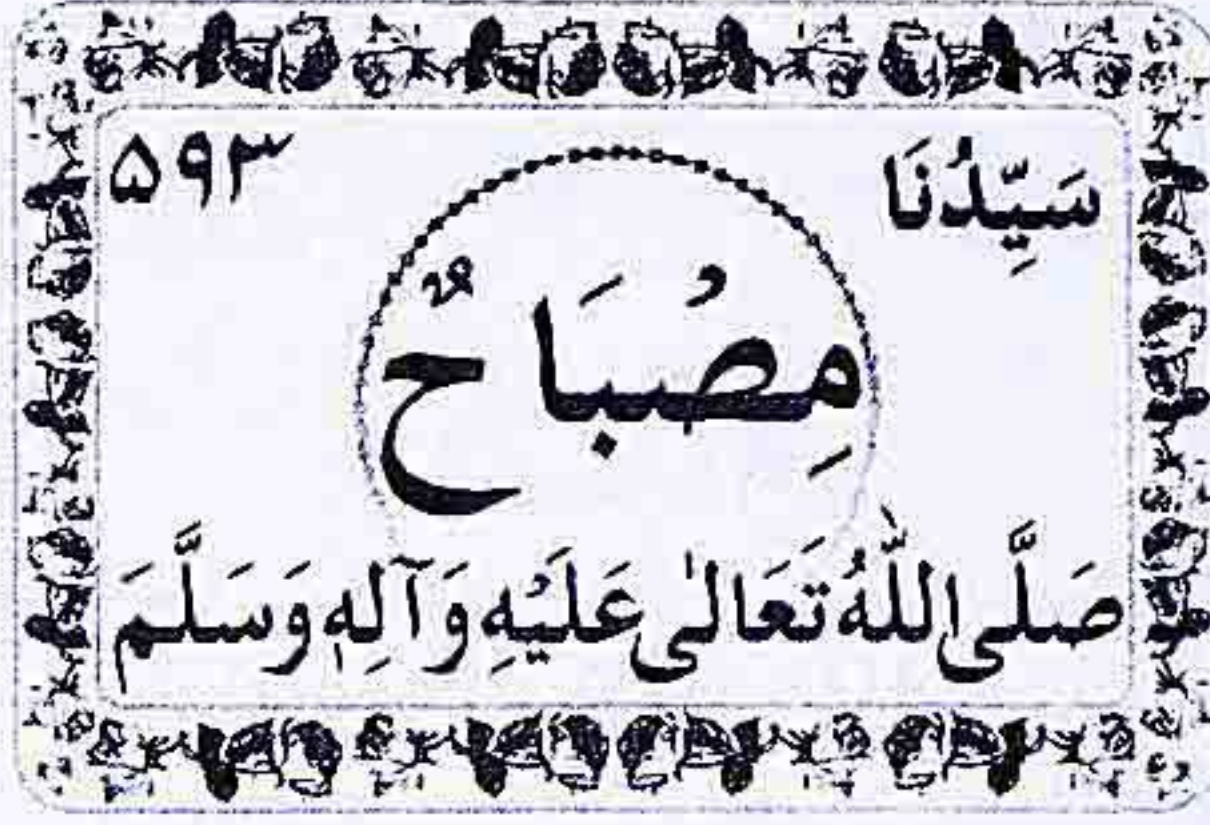 سَيِّدُنَا ۵۹۳
مِصْبَاحٌ
صَلَّى اللّٰهُ تَعَالٰى عَلَيْهِ وَآلِهٖ وَسَلَّمَ